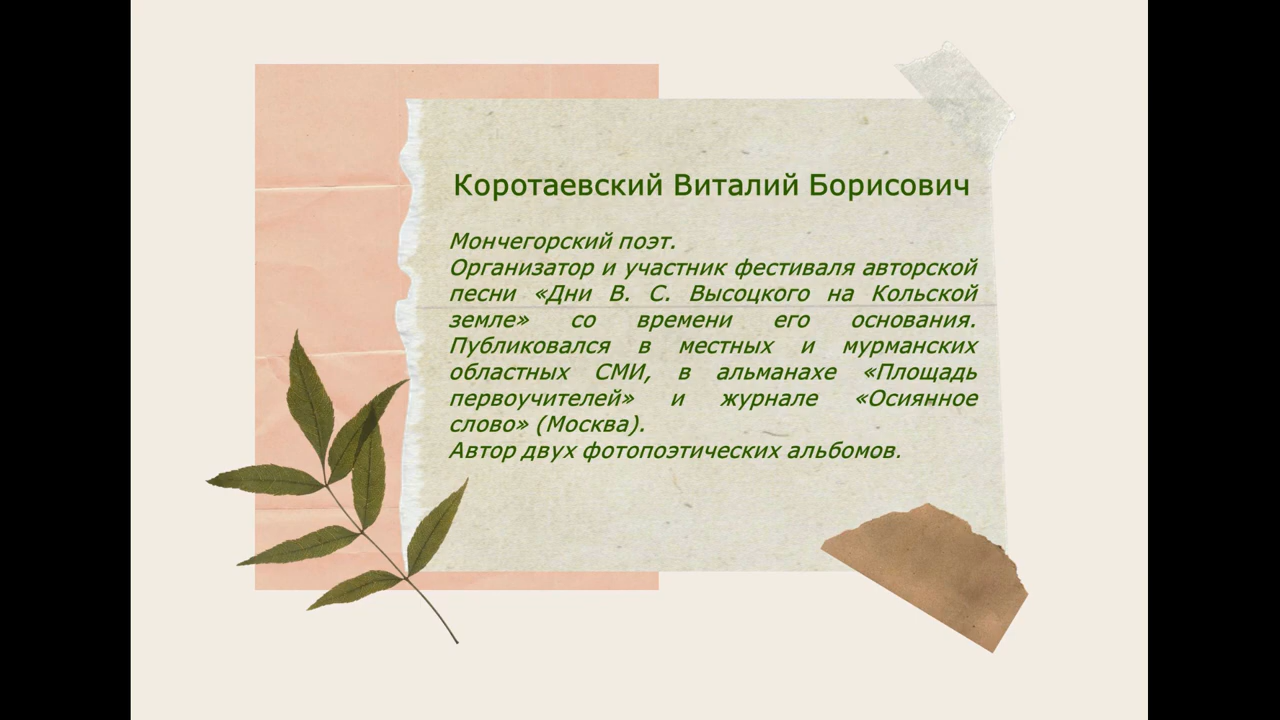 Коротаевский Виталий Борисович
Мончегорский поэт.
Организатор и участник фестиваля авторской
песни «Дни В. С. Высоцкого на Кольской
земле» со времени его основания.
Публиковался в местных и мурманских
областных СМИ, в альманахе «Площадь
первоучителей» и журнале «Осиянное
слово» (Москва).
Автор двух фотопоэтических альбомов.